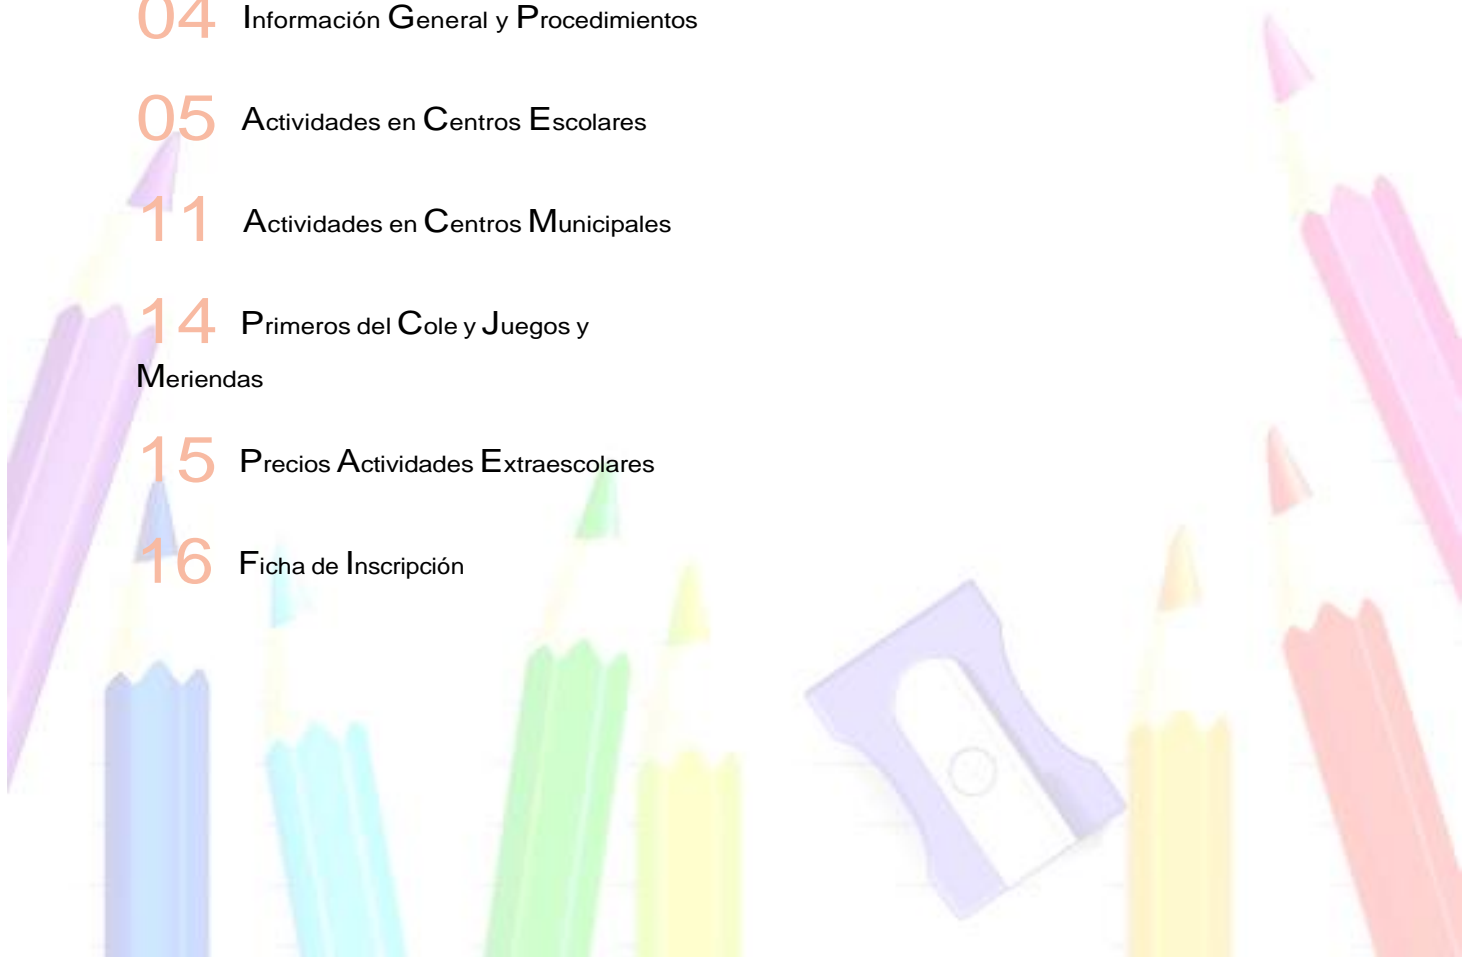 04 Información General y Procedimientos
05 Actividades en Centros Escolares
11 Actividades en Centros Municipales
14 Primeros del Cole y Juegos y
Meriendas
15 Precios Actividades Extraescolares
16 Ficha de Inscripción